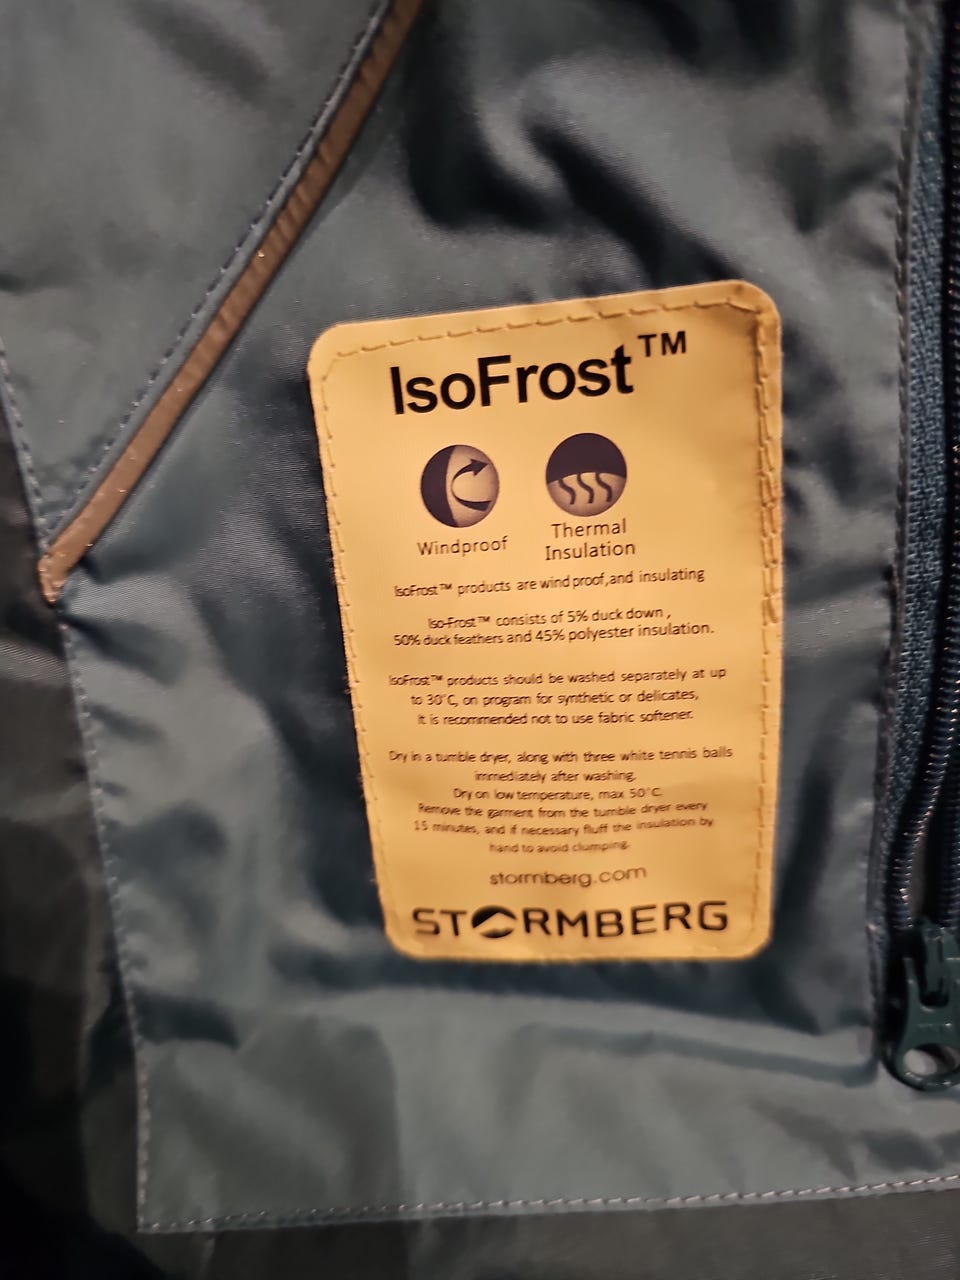 IsoFrost™
Windproof
Thermal
Insulation
IsoFrost™ products are wind proof,and insulating
Iso-Frost™ consists of 5% duck down ,
50% duck feathers and 45% polyester insulation.
IsoFrost™ products should be washed separately at up
to 30°C, on program for synthetic or delicates,
It is recommended not to use fabric softener.
Dry in a tumble dryer, along with three white tennis balls
immediately after washing.
Dry on low temperature, max 50°C.
Remove the garment from the tumble dryer every
15 minutes, and if necessary fluff the insulation by
hand to avoid clumping.
stormberg.com
STORMBERG